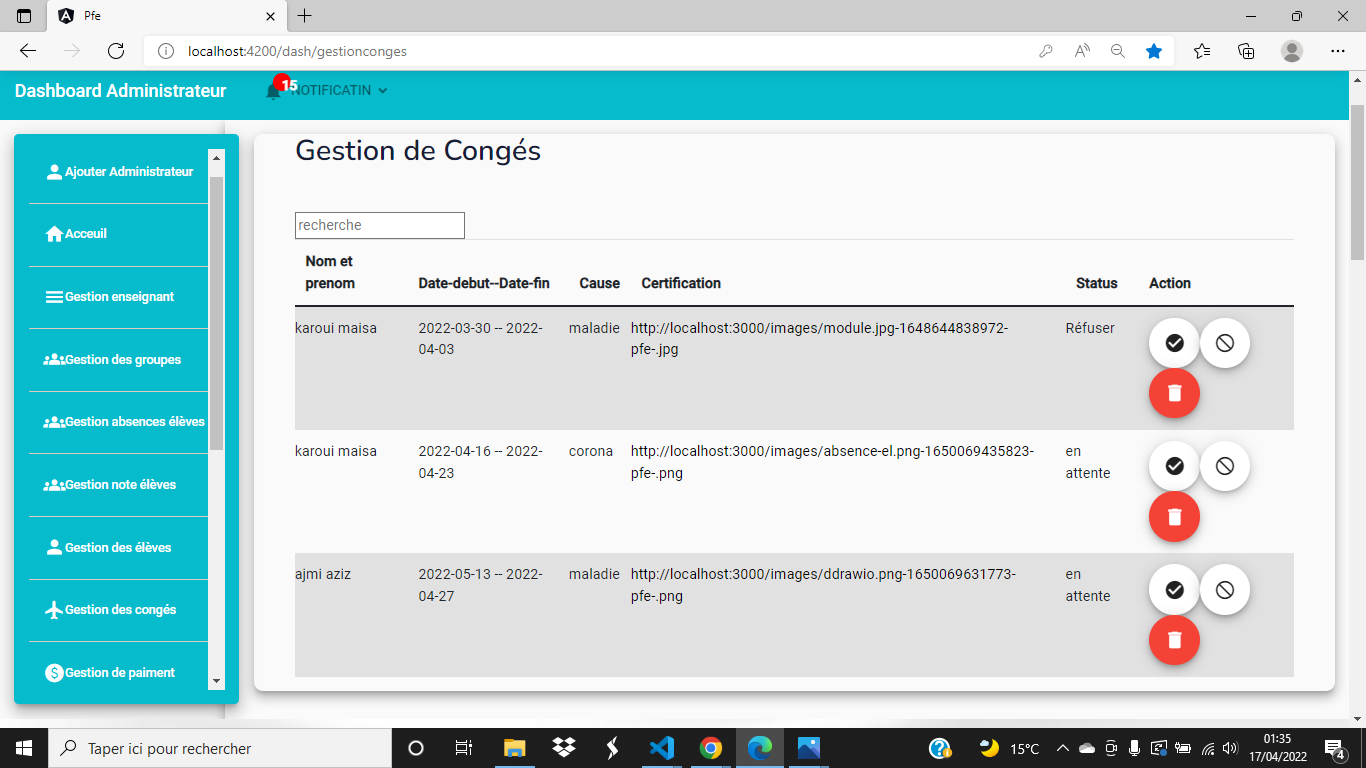 Pfe
localhost:4200/dash/gestionconges
Dashboard Administrateur
15
NOTIFICATIN
Ajouter Administrateur
Acceuil
Gestion enseignant
Gestion des groupes
Gestion absences élèves
Gestion note élèves
Gestion des élèves
Gestion des congés
Gestion de paiment
Gestion de Congés
recherche
Nom et
prenom
Date-debut--Date-fin
Cause
Certification
Status
Action
karoui maisa
2022-03-30 -- 2022-
04-03
maladie
http://localhost:3000/images/module.jpg-1648644838972-
pfe-.jpg
Réfuser
karoui maisa
2022-04-16 -- 2022-
04-23
corona
http://localhost:3000/images/absence-el.png-1650069435823-
pfe-.png
en
attente
ajmi aziz
2022-05-13 -- 2022-
04-27
maladie
http://localhost:3000/images/ddrawio.png-1650069631773-
pfe-.png
en
attente
Taper ici pour rechercher
15°C
01:35
17/04/2022
4